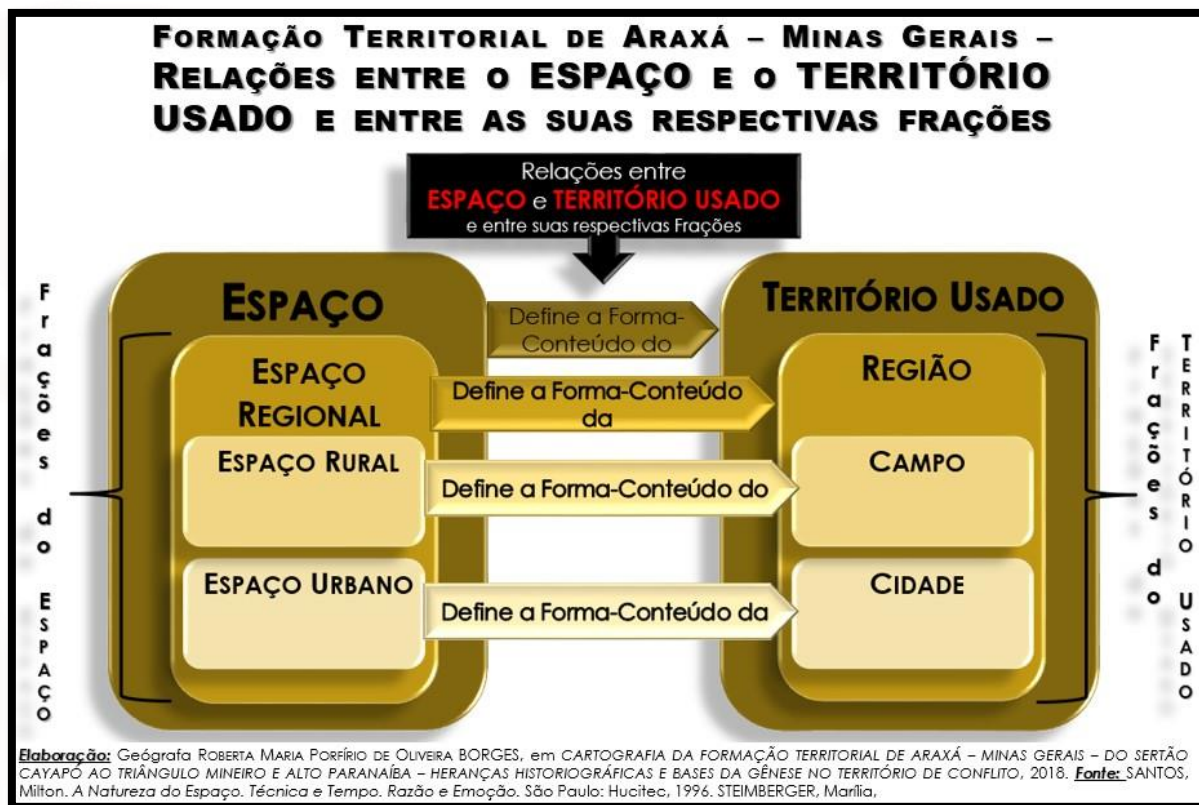 FORMAÇÃO TERRITORIAL DE ARAXÁ – MINAS GERAIS –
RELAÇÕES ENTRE O ESPAÇO E O TERRITÓRIO
USADO E ENTRE AS SUAS RESPECTIVAS FRAÇÕES
Relações entre
ESPAÇO e TERRITÓRIO USADO
e entre suas respectivas Frações
Frações do ESPAÇO
ESPAÇO
Define a Forma-
Conteúdo do
TERRITÓRIO USADO
ESPAÇO
REGIONAL
Define a Forma-Conteúdo
da
REGIÃO
ESPAÇO RURAL
Define a Forma-Conteúdo do
CAMPO
ESPAÇO URBANO
Define a Forma-Conteúdo da
CIDADE
Frações do
TERRITÓRIO USADO
Elaboração: Geógrafa ROBERTA MARIA PORFÍRIO DE OLIVEIRA BORGES, em CARTOGRAFIA DA FORMAÇÃO TERRITORIAL DE ARAXÁ – MINAS GERAIS – DO SERTÃO
CAYAPÓ AO TRIÂNGULO MINEIRO E ALTO PARANAÍBA – HERANÇAS HISTORIOGRÁFICAS E BASES DA GÊNESE NO TERRITÓRIO DE CONFLITO, 2018. Fonte: SANTOS,
Milton. A Natureza do Espaço. Técnica e Tempo. Razão e Emoção. São Paulo: Hucitec, 1996. STEIMBERGER, Marília,